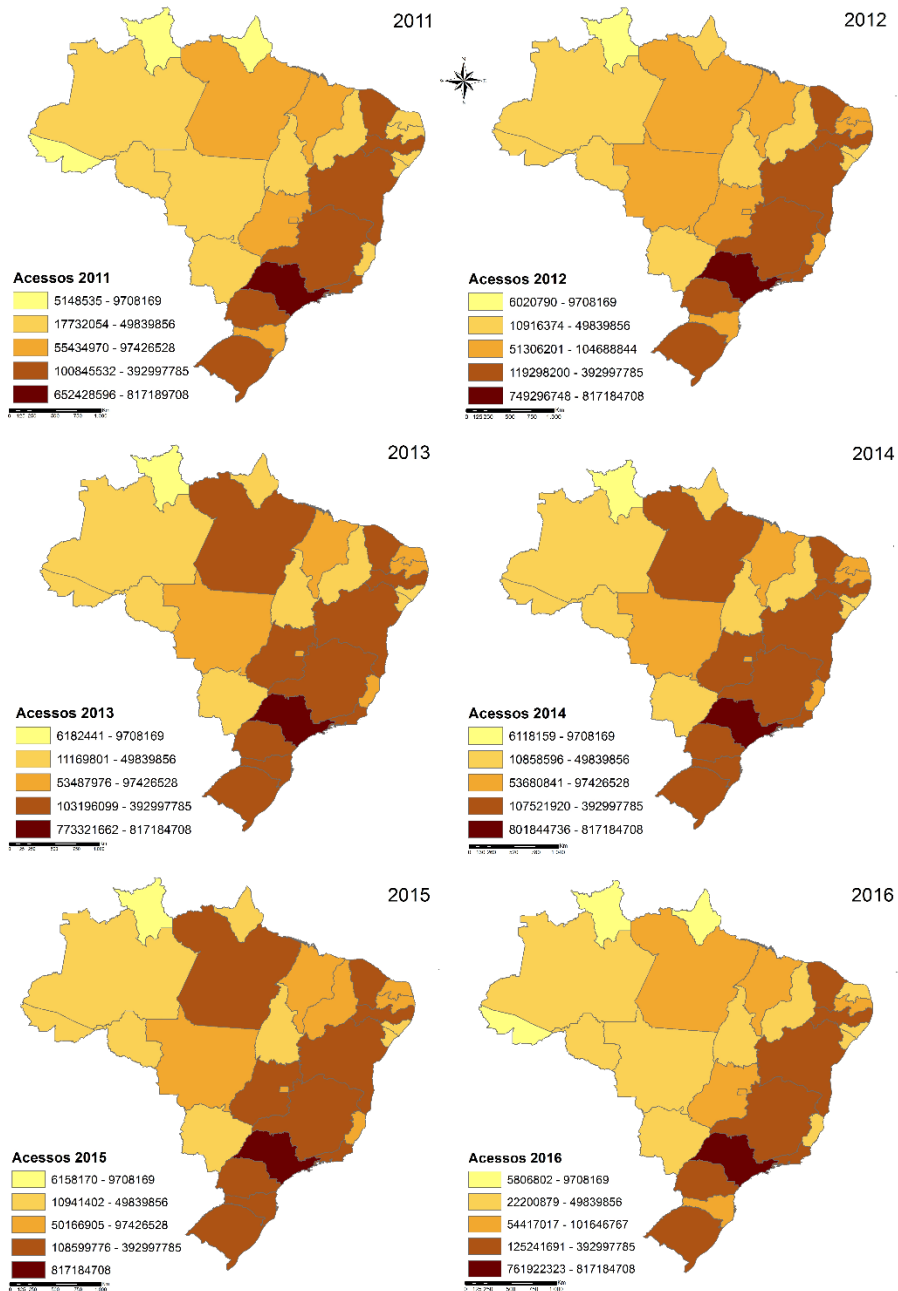 2011
Acessos 2011
5148535 - 9708169
17732054 - 49839856
55434970 - 97426528
100845532 - 392997785
652428596 - 817189708
2012
Acessos 2012
6020790 - 9708169
10916374 - 49839856
51306201 - 104688844
119298200 - 392997785
749296748 - 817184708
2013
Acessos 2013
6182441 - 9708169
11169801 - 49839856
53487976 - 97426528
103196099 - 392997785
773321662 - 817184708
2014
Acessos 2014
6118159 - 9708169
10858596 - 49839856
53680841 - 97426528
107521920 - 392997785
801844736 - 817184708
2015
Acessos 2015
6158170 - 9708169
10941402 - 49839856
50166905 - 97426528
108599776 - 392997785
817184708
2016
Acessos 2016
5806802 - 9708169
22200879 - 49839856
54417017 - 101646767
125241691 - 392997785
761922323 - 817184708